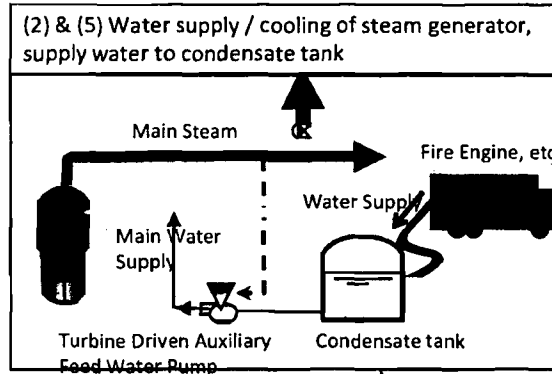 (2) & (5) Water supply / cooling of steam generator,
supply water to condensate tank
Main Steam
Fire Engine, etc
Water Supply
Main Water
Supply
Turbine Driven Auxiliary
Feed Water Pump
Condensate tank